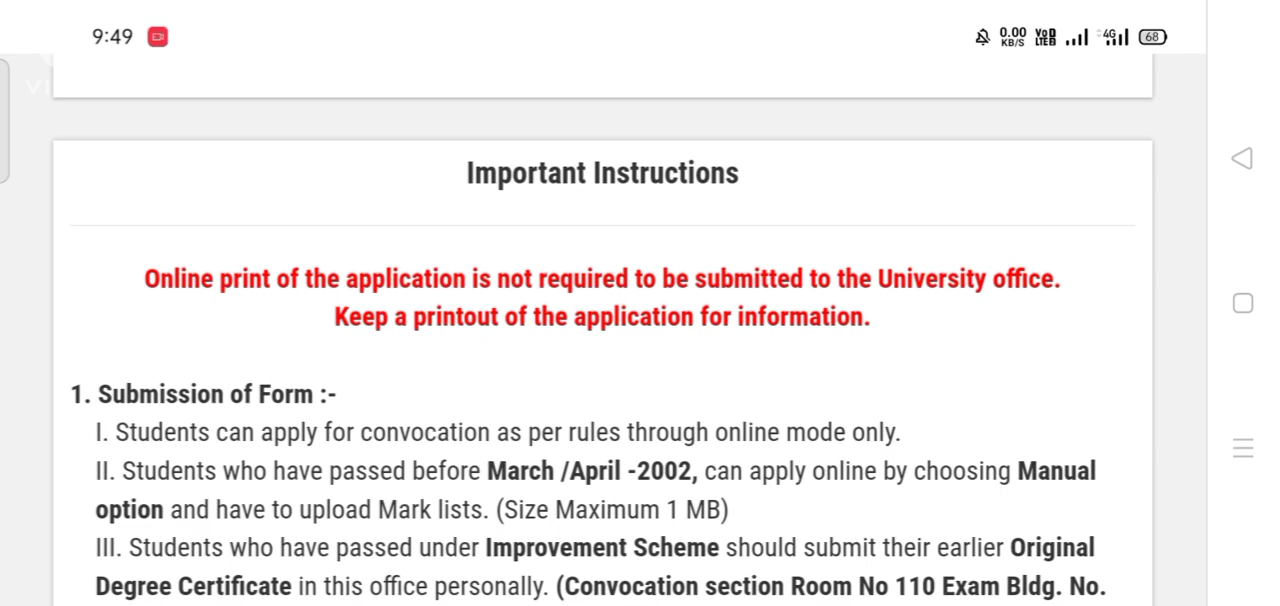 9:49
0.00
KB/S
4G
68
Important Instructions
Online print of the application is not required to be submitted to the University office.
Keep a printout of the application for information.
1. Submission of Form :-
I. Students can apply for convocation as per rules through online mode only.
II. Students who have passed before March /April -2002, can apply online by choosing Manual
option and have to upload Mark lists. (Size Maximum 1 MB)
III. Students who have passed under Improvement Scheme should submit their earlier Original
Degree Certificate in this office personally. (Convocation section Room No 110 Exam Bldg. No.